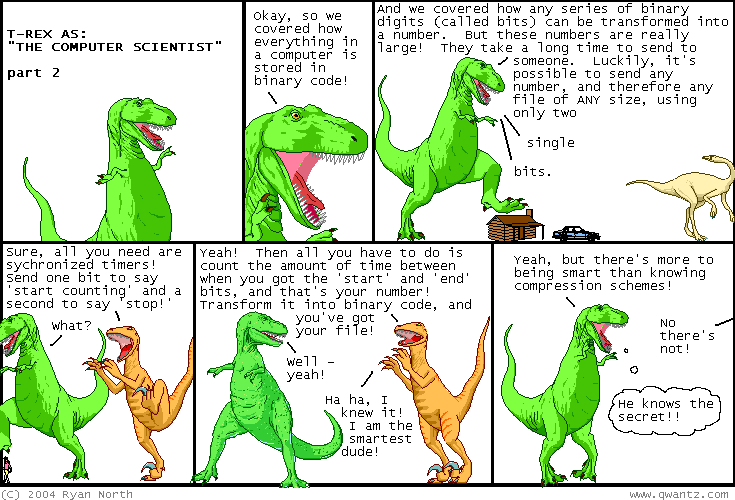 T-REX AS:
"THE COMPUTER SCIENTIST"
part 2
Okay, so we
covered how
everything in
a computer is
stored in
binary code!
And we covered how any series of binary
digits (called bits) can be transformed into
a number. But these numbers are really
large! They take a long time to send to
someone. Luckily, it's
possible to send any
number, and therefore any
file of ANY size, using
only two
single
bits.
Sure, all you need are
sychronized timers!
Send one bit to say
'start counting' and a
second to say 'stop!'
What?
Yeah! Then all you have to do is
count the amount of time between
when you got the 'start' and 'end'
bits, and that's your number!
Transform it into binary code, and
you've got
your file!
Well -
yeah!
Ha ha, I
knew it!
I am the
smartest
dude!
Yeah, but there's more to
being smart than knowing
compression schemes!
No
there's
not!
He knows the
secret!!
(C) 2004 Ryan North
www.qwantz.com